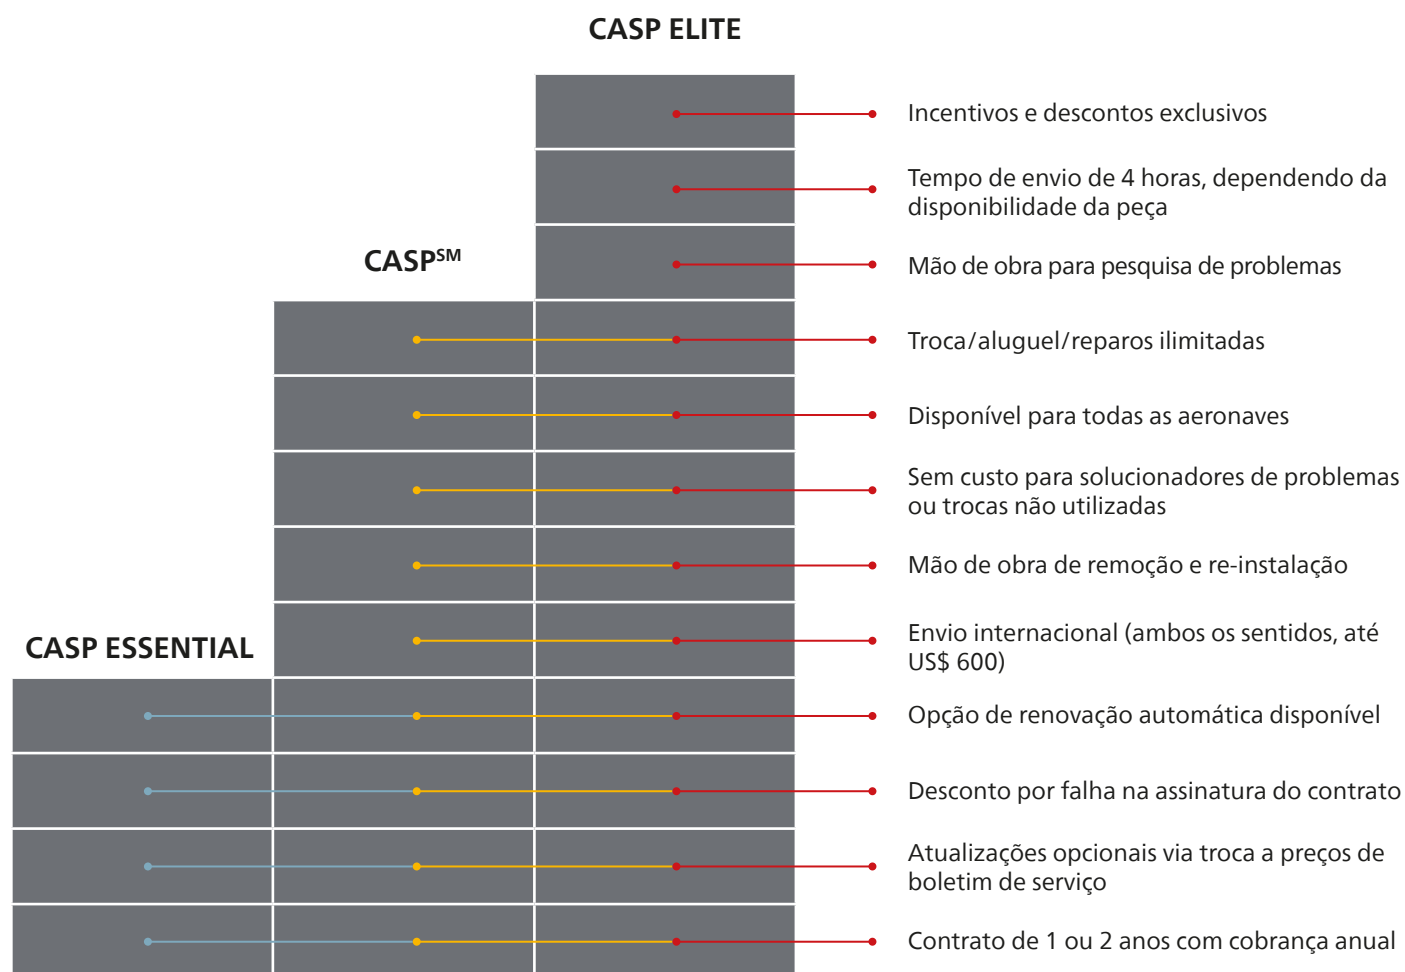 CASP ELITE
Incentivos e descontos exclusivos
Tempo de envio de 4 horas, dependendo da
disponibilidade da peça
CASP℠
Mão de obra para pesquisa de problemas
Troca/aluguel/reparos ilimitadas
Disponível para todas as aeronaves
Sem custo para solucionadores de problemas
ou trocas não utilizadas
Mão de obra de remoção e re-instalação
CASP ESSENTIAL
Envio internacional (ambos os sentidos, até
US$ 600)
Opção de renovação automática disponível
Desconto por falha na assinatura do contrato
Atualizações opcionais via troca a preços de
boletim de serviço
Contrato de 1 ou 2 anos com cobrança anual